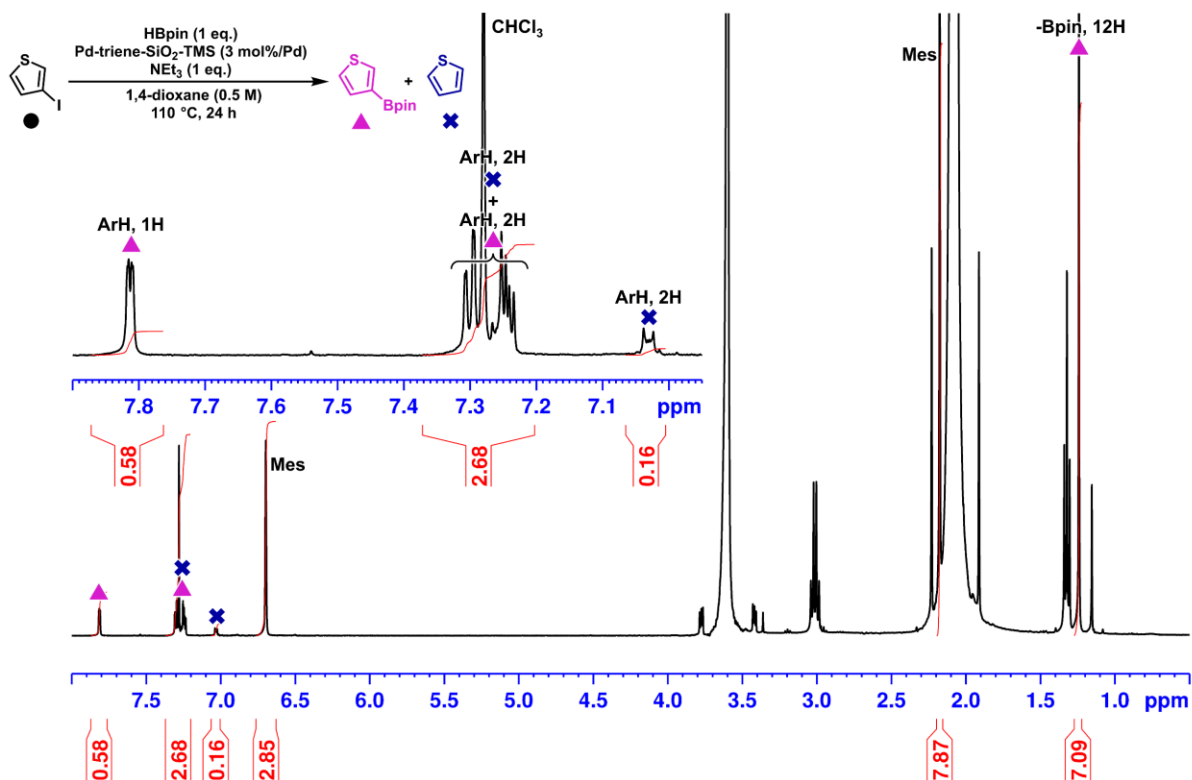 HBpin (1 eq.)
Pd-triene-SiO₂-TMS (3 mol%/Pd)
NEt₃ (1 eq.)
1,4-dioxane (0.5 M)
110 °C, 24 h
S
I
S
Bpin
+
S
CHCl₃
Mes
-Bpin, 12H
ArH, 1H
ArH, 2H
+
ArH, 2H
ArH, 2H
7.8 7.7 7.6 7.5 7.4 7.3 7.2 7.1 ppm
0.58 2.68 0.16
Mes
7.5 7.0 6.5 6.0 5.5 5.0 4.5 4.0 3.5 3.0 2.5 2.0 1.5 1.0 ppm
0.58 2.68 0.16 2.85 7.87 7.09